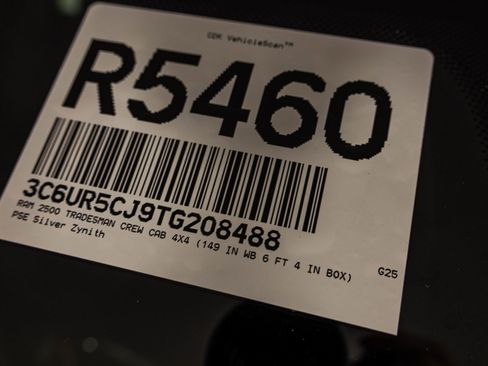 CDK VehicleScan™
R5460
3C6UR5CJ9TG208488
RAM 2500 TRADESMAN CREW CAB 4X4 (149 IN WB 6 FT 4 IN BOX)
PSE Silver Zynith
G25